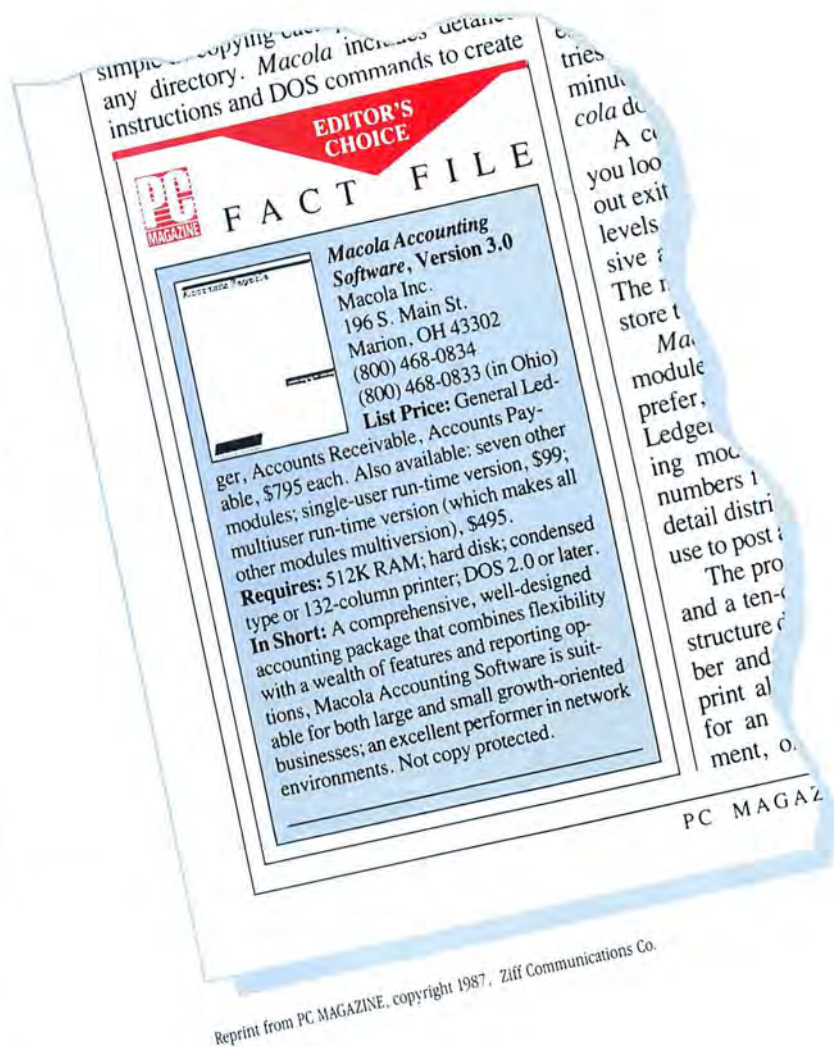 any directory. Macola includes
instructions and DOS commands to create
EDITOR'S
CHOICE
PC
MAGAZINE
FACT FILE
Accounts Payable
Macola Accounting
Software, Version 3.0
Macola Inc.
196 S. Main St.
Marion, OH 43302
(800) 468-0834
(800) 468-0833 (in Ohio)
List Price: General Led-
ger, Accounts Receivable, Accounts Pay-
able, $795 each. Also available: seven other
modules; single-user run-time version, $99;
multiuser run-time version (which makes all
other modules multiversion), $495.
Requires: 512K RAM; hard disk; condensed
type or 132-column printer; DOS 2.0 or later.
In Short: A comprehensive, well-designed
accounting package that combines flexibility
with a wealth of features and reporting op-
tions, Macola Accounting Software is suit-
able for both large and small growth-oriented
businesses; an excellent performer in network
environments. Not copy protected.
tries
minu
cola do
A c
you loo
out exit
levels
sive
The
store t
Ma
module
prefer,
Ledger
ing mod
numbers
detail distri
use to post
The pro
and a ten-
structure
ber and
print al
for an
ment, o
PC MAGAZ
Reprint from PC MAGAZINE, copyright 1987, Ziff Communications Co.